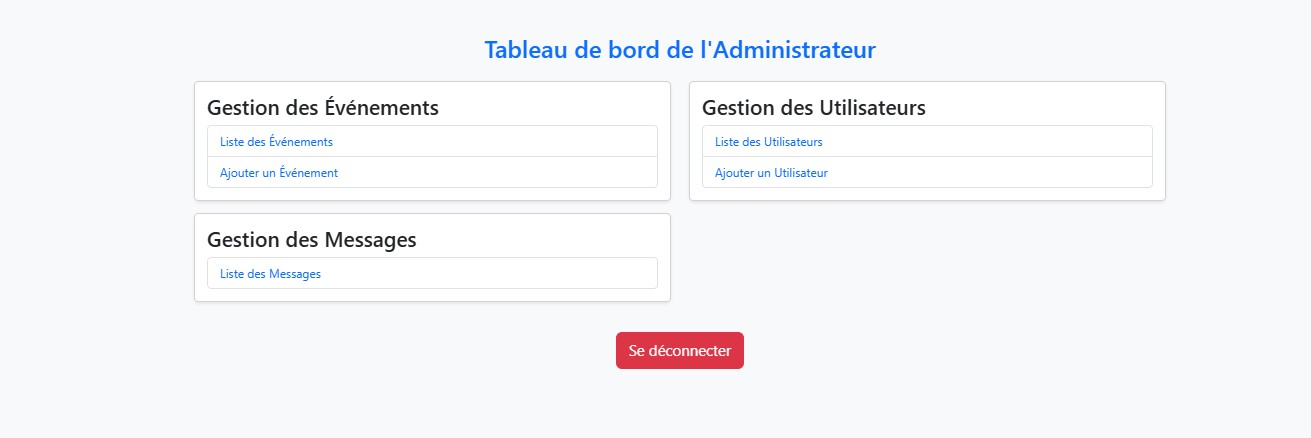 Tableau de bord de l'Administrateur
Gestion des Événements
Liste des Événements
Ajouter un Événement
Gestion des Utilisateurs
Liste des Utilisateurs
Ajouter un Utilisateur
Gestion des Messages
Liste des Messages
Se déconnecter